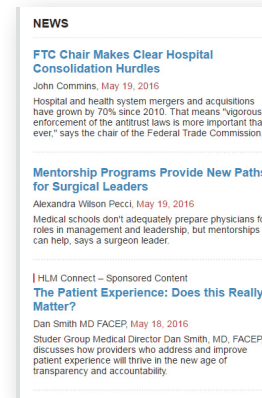 NEWS
FTC Chair Makes Clear Hospital
Consolidation Hurdles
John Commins, May 19, 2016
Hospital and health system mergers and acquisitions
have grown by 70% since 2010. That means "vigorous
enforcement of the antitrust laws is more important tha
ever," says the chair of the Federal Trade Commission
Mentorship Programs Provide New Paths
for Surgical Leaders
Alexandra Wilson Pecci, May 19, 2016
Medical schools don't adequately prepare physicians fo
roles in management and leadership, but mentorships
can help, says a surgeon leader.
HLM Connect – Sponsored Content
The Patient Experience: Does this Really
Matter?
Dan Smith MD FACEP, May 18, 2016
Studer Group Medical Director Dan Smith, MD, FACEP
discusses how providers who address and improve
patient experience will thrive in the new age of
transparency and accountability.